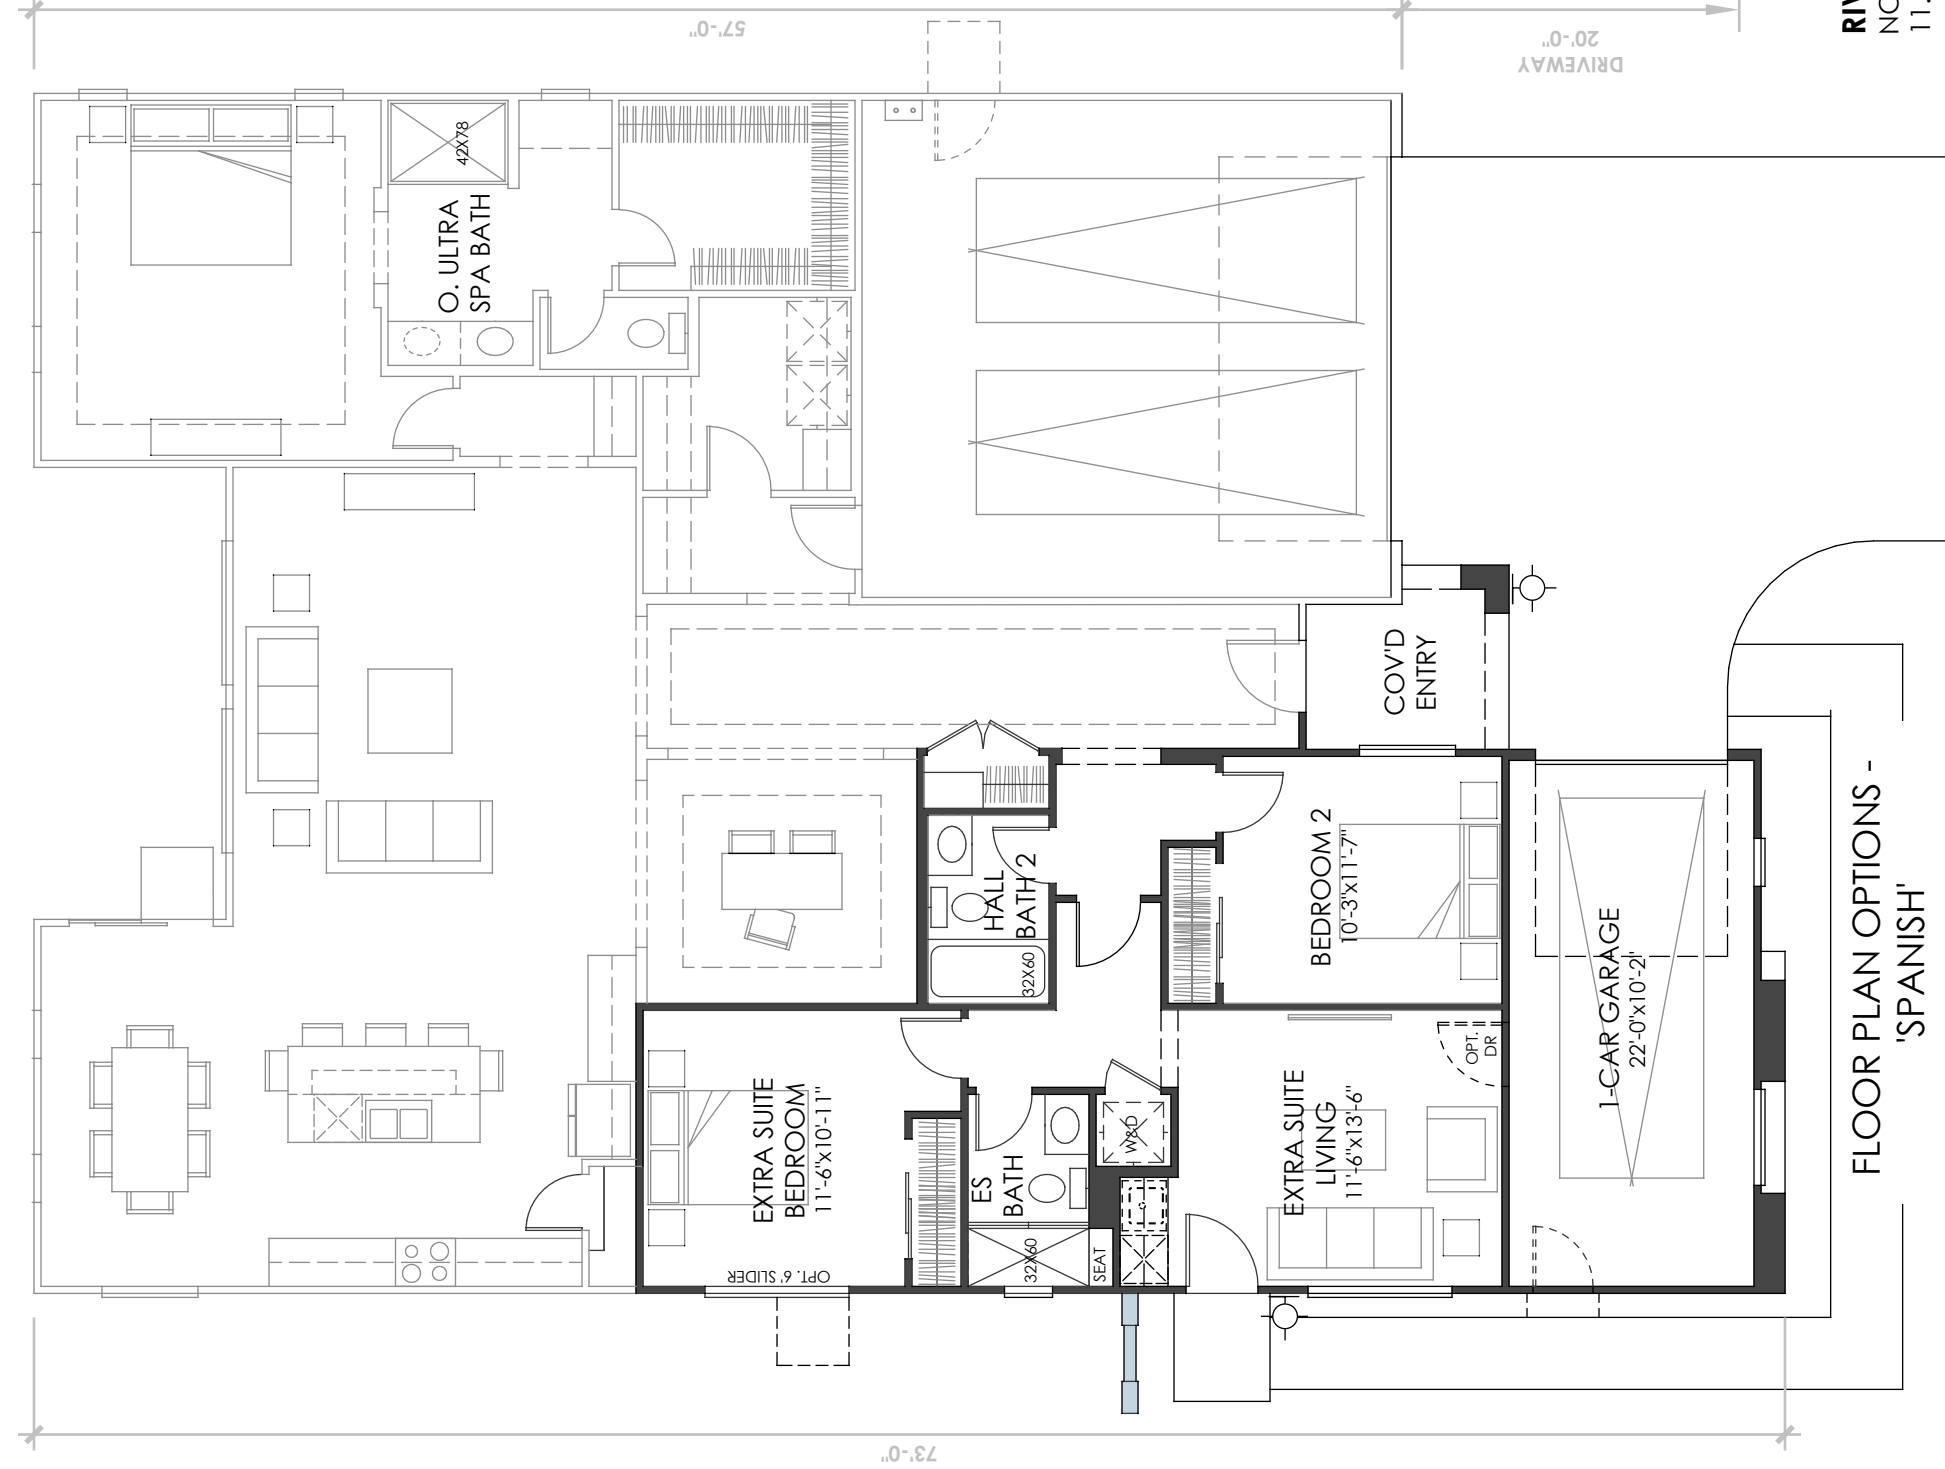 57'-0"
20'-0"
DRIVEWAY
RIV
NO
11.
42X78
O. ULTRA
SPA BATH
COV'D
ENTRY
HALL
BATH 2
32X60
BEDROOM 2
10'-3"x11'-7"
1-CAR GARAGE
22'-0"x10'-2"
EXTRA SUITE
BEDROOM
11'-6"x10'-11"
OPT. 6' SLIDER
ES
BATH
32X60
SEAT
W&D
EXTRA SUITE
LIVING
11'-6"x13'-6"
OPT.
DR
FLOOR PLAN OPTIONS -
'SPANISH'
73'-0"